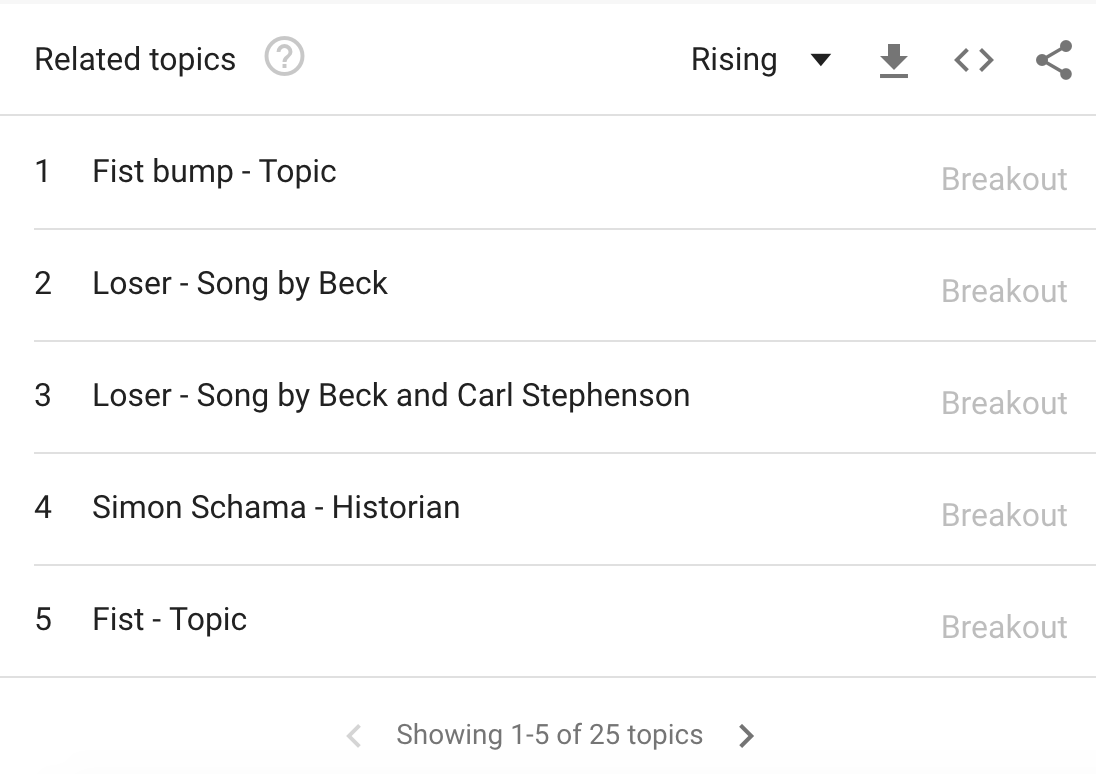 Related topics ? Rising
1 Fist bump - Topic Breakout
2 Loser - Song by Beck Breakout
3 Loser - Song by Beck and Carl Stephenson Breakout
4 Simon Schama - Historian Breakout
5 Fist - Topic Breakout
Showing 1-5 of 25 topics